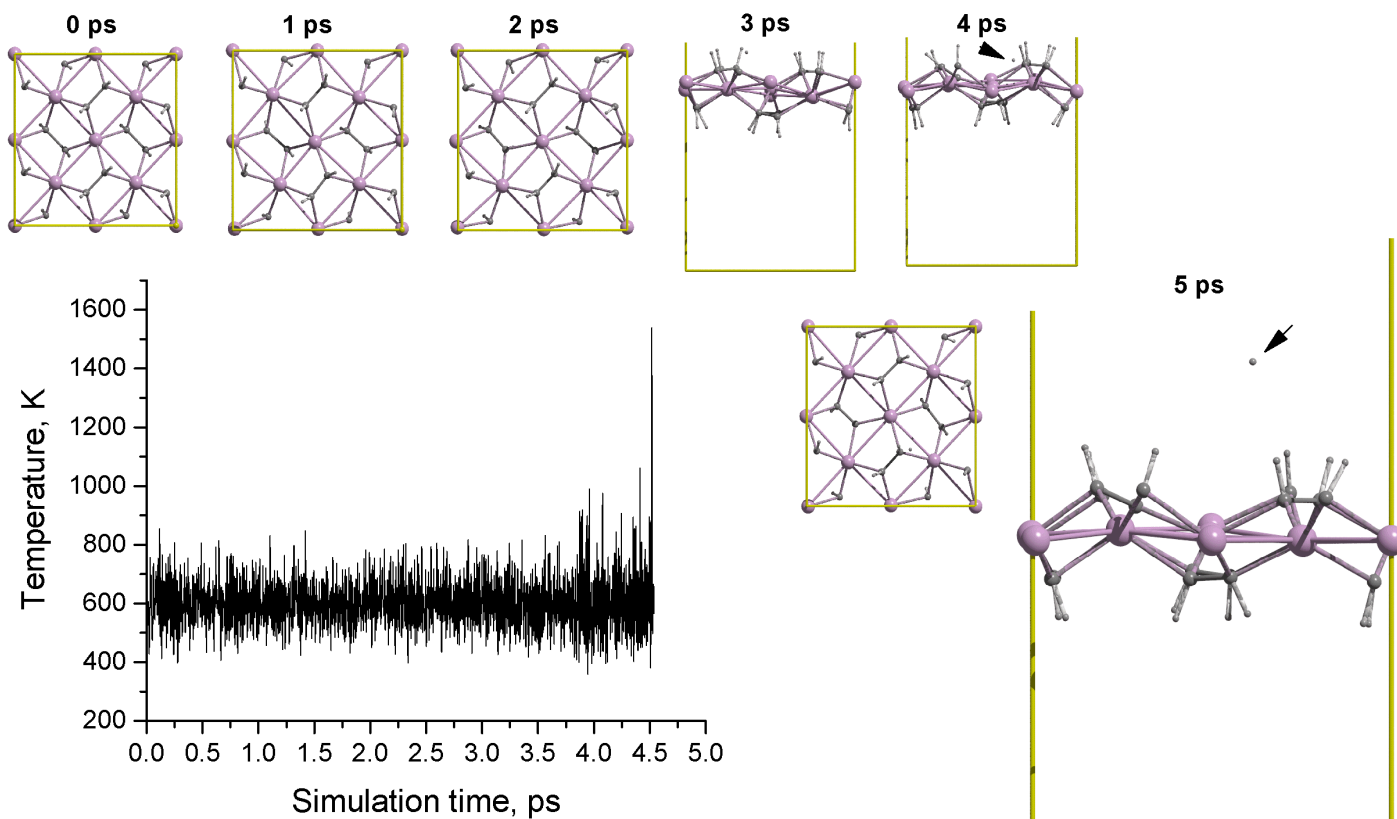 0 ps
1 ps
2 ps
3 ps
4 ps
5 ps
1600
1400
1200
1000
800
600
400
200
Temperature, K
0.0 0.5 1.0 1.5 2.0 2.5 3.0 3.5 4.0 4.5 5.0
Simulation time, ps